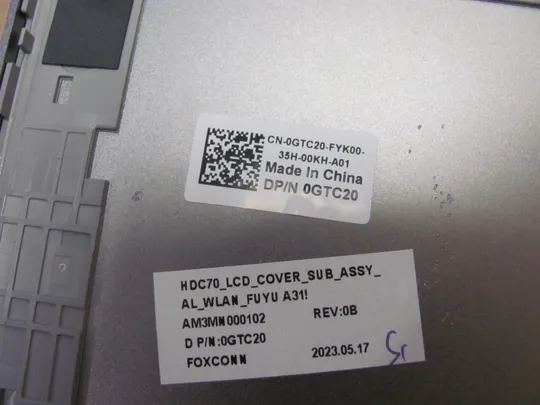 CN-0GTC20-FYK00-
35H-00KH-A01
Made In China
DP/N 0GTC20
HDC70_LCD_COVER_SUB_ASSY_
AL_WLAN_FUYU A31!
AM3MN000102 REV:0B
D P/N:0GTC20
FOXCONN 2023.05.17